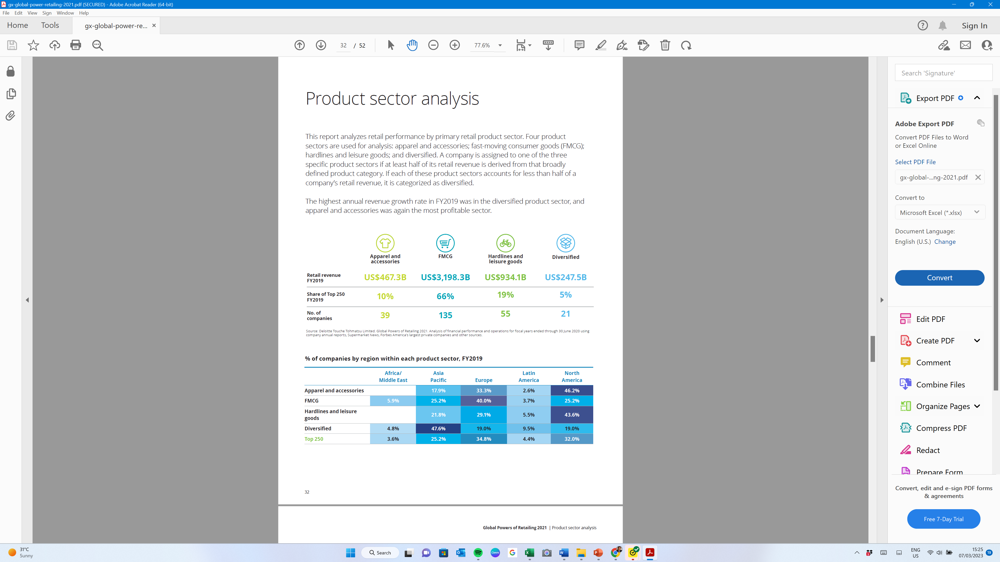 gx-global-power-retailing-2021.pdf (SECURED) - Adobe Acrobat Reader (64-bit)
File Edit View Sign Window Help
Home Tools gx-global-power-re... × Sign In
32 / 52 77.6%
Search 'Signature'
Export PDF
Adobe Export PDF
Convert PDF Files to Word
or Excel Online
Select PDF File
gx-global-...ng-2021.pdf
Convert to
Microsoft Excel (*.xlsx)
Document Language:
English (U.S.) Change
Convert
Edit PDF
Create PDF
Comment
Combine Files
Organize Pages
Compress PDF
Redact
Prepare Form
Convert, edit and e-sign PDF forms
& agreements
Free 7-Day Trial
Product sector analysis
This report analyzes retail performance by primary retail product sector. Four product
sectors are used for analysis: apparel and accessories; fast-moving consumer goods (FMCG);
hardlines and leisure goods; and diversified. A company is assigned to one of the three
specific product sectors if at least half of its retail revenue is derived from that broadly
defined product category. If each of these product sectors accounts for less than half of a
company's retail revenue, it is categorized as diversified.
The highest annual revenue growth rate in FY2019 was in the diversified product sector, and
apparel and accessories was again the most profitable sector.
Apparel and FMCG Hardlines and Diversified
accessories leisure goods
Retail revenue US$467.3B US$3,198.3B US$934.1B US$247.5B
FY2019
Share of Top 250 10% 66% 19% 5%
FY2019
No. of 39 135 55 21
companies
Source: Deloitte Touche Tohmatsu Limited. Global Powers of Retailing 2021. Analysis of financial performance and operations for fiscal years ended through 30 June 2020 using
company annual reports, Supermarket News, Forbes America's largest private companies and other sources.
% of companies by region within each product sector, FY2019
Africa/ Asia Latin North
Middle East Pacific Europe America America
Apparel and accessories 17.9% 33.3% 2.6% 46.2%
FMCG 5.9% 25.2% 40.0% 3.7% 25.2%
Hardlines and leisure
goods 21.8% 29.1% 5.5% 43.6%
Diversified 4.8% 47.6% 19.0% 9.5% 19.0%
Top 250 3.6% 25.2% 34.8% 4.4% 32.0%
32
Global Powers of Retailing 2021 | Product sector analysis
31°C
Sunny
Search
ENG
US
15:25
07/03/2023
19